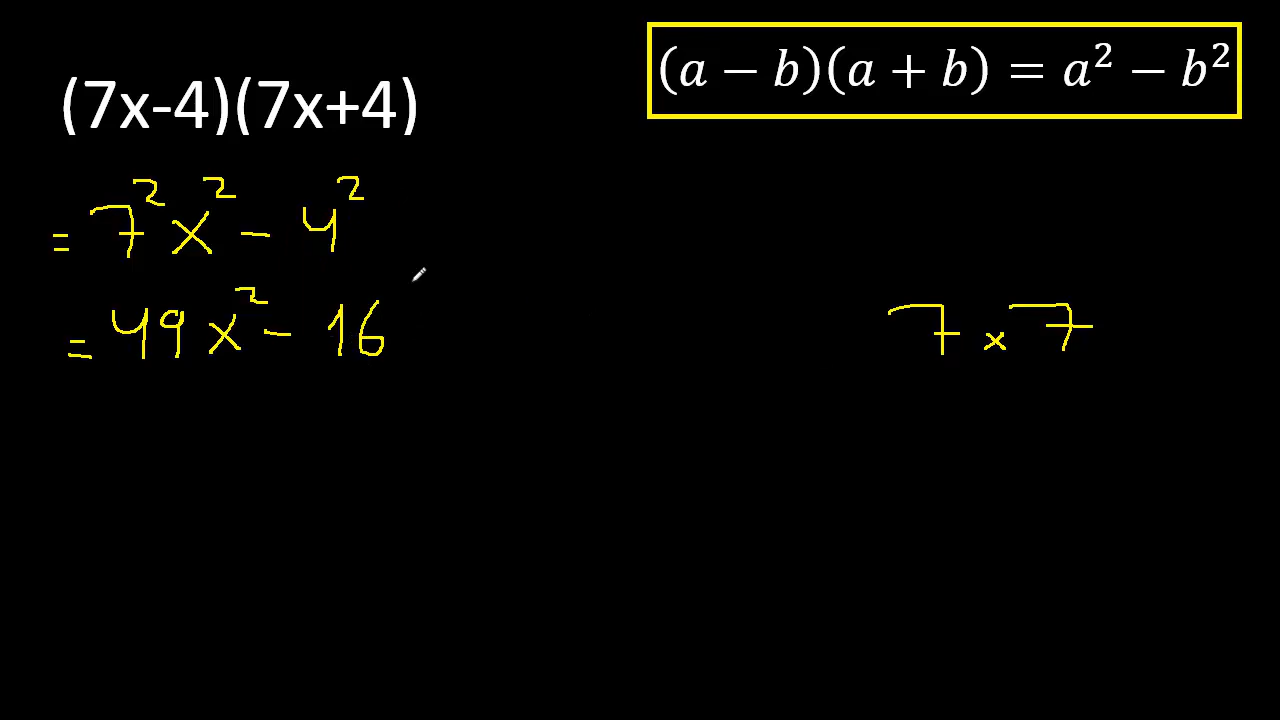 (a − b)(a + b) = a² − b²
(7x-4)(7x+4)
= 7²x² − 4²
= 49x² − 16
7 × 7